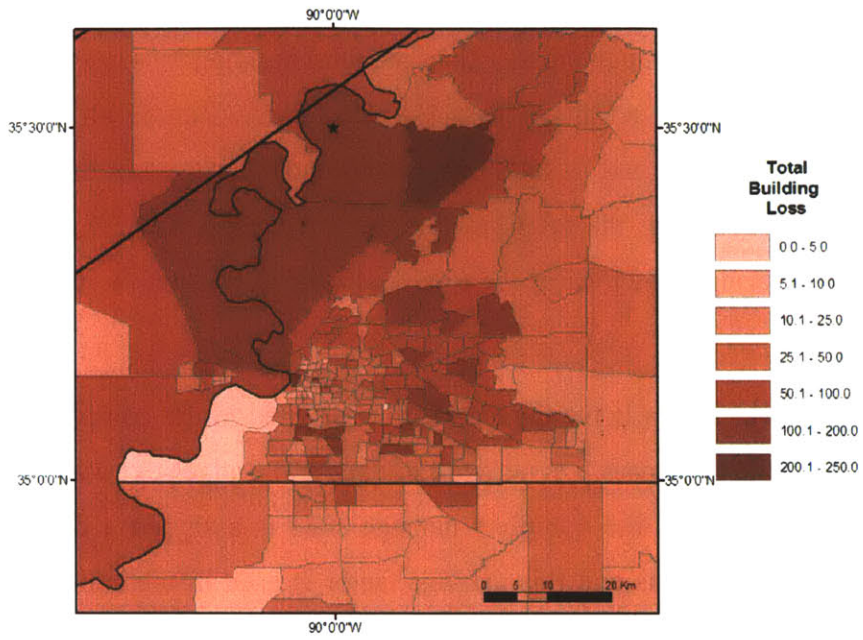 90°0'0"W
35°30'0"N
35°30'0"N
Total
Building
Loss
0.0 - 5.0
5.1 - 10.0
10.1 - 25.0
25.1 - 50.0
50.1 - 100.0
100.1 - 200.0
200.1 - 250.0
35°0'0"N
35°0'0"N
0 5 10 20 Km
90°0'0"W